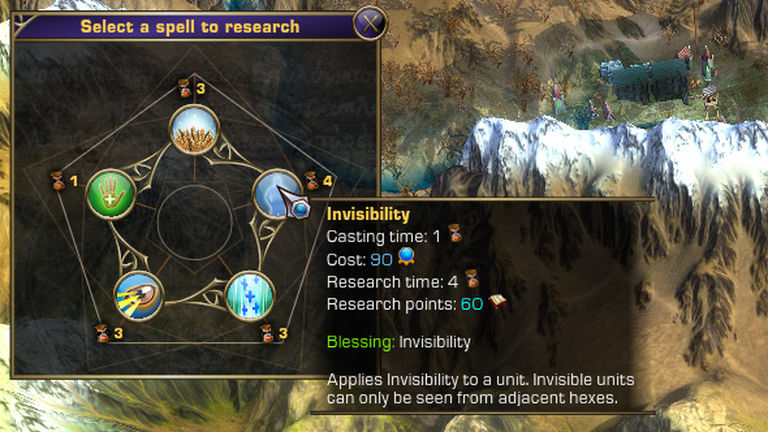 Select a spell to research
3
1
4
Invisibility
Casting time: 1
Cost: 90
Research time: 4
Research points: 60
3
3
Blessing: Invisibility
Applies Invisibility to a unit. Invisible units
can only be seen from adjacent hexes.